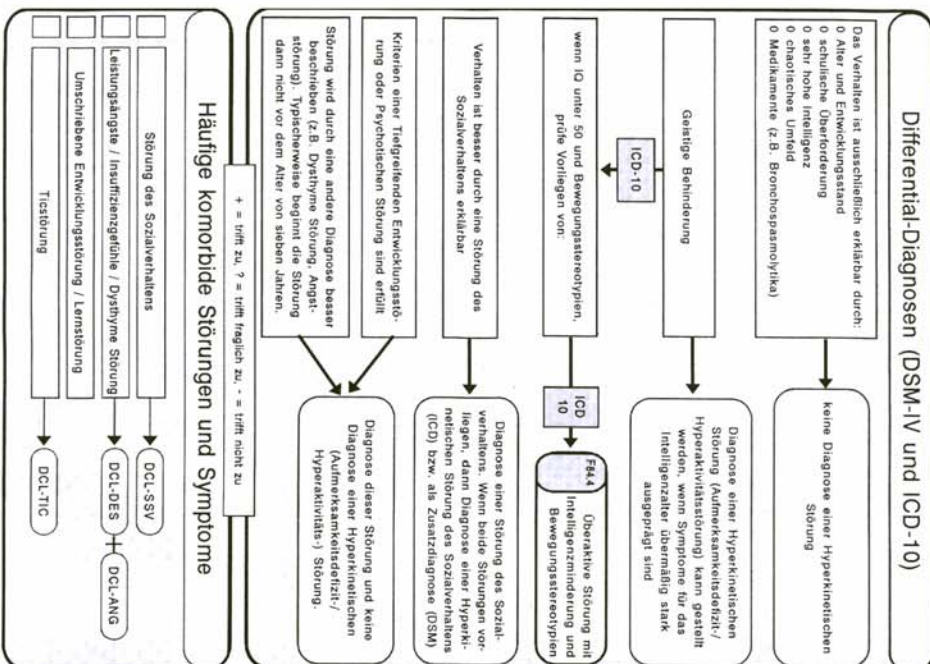 Differential-Diagnosen (DSM-IV und ICD-10)
Das Verhalten ist ausschließlich erklärbar durch:
0 Alter und Entwicklungsstand
0 schulische Überforderung
0 sehr hohe Intelligenz
0 chaotisches Umfeld
0 Medikamente (z.B. Bronchospasmolytika)
keine Diagnose einer Hyperkinetischen
Störung
Geistige Behinderung
Diagnose einer Hyperkinetischen
Störung (Aufmerksamkeitsdefizit-/
Hyperaktivitätsstörung) kann gestellt
werden, wenn Symptome für das
Intelligenzalter übermäßig stark
ausgeprägt sind
ICD-10
wenn IQ unter 50 und Bewegungsstereotypien,
prüfe Vorliegen von:
ICD
10
F84.4
Überaktive Störung mit
Intelligenzminderung und
Bewegungsstereotypien
Verhalten ist besser durch eine Störung des
Sozialverhaltens erklärbar
Diagnose einer Störung des Sozial-
verhaltens. Wenn beide Störungen vor-
liegen, dann Diagnose einer Hyperki-
netischen Störung des Sozialverhaltens
(ICD) bzw. als Zusatzdiagnose (DSM)
Kriterien einer Tiefgreifenden Entwicklungsstö-
rung oder Psychotischen Störung sind erfüllt
Störung wird durch eine andere Diagnose besser
beschrieben (z.B. Dysthyme Störung, Angst-
störung). Typischerweise beginnt die Störung
dann nicht vor dem Alter von sieben Jahren.
Diagnose dieser Störung und keine
Diagnose einer Hyperkinetischen
(Aufmerksamkeitsdefizit-/
Hyperaktivitäts-) Störung.
+ = trifft zu, ? = trifft fraglich zu, - = trifft nicht zu
Häufige komorbide Störungen und Symptome
Störung des Sozialverhaltens
DCL-SSV
Leistungsängste / Insuffizienzgefühle / Dysthyme Störung
DCL-DES
+
DCL-ANG
Umschriebene Entwicklungsstörung / Lernstörung
Ticstörung
DCL-TIC